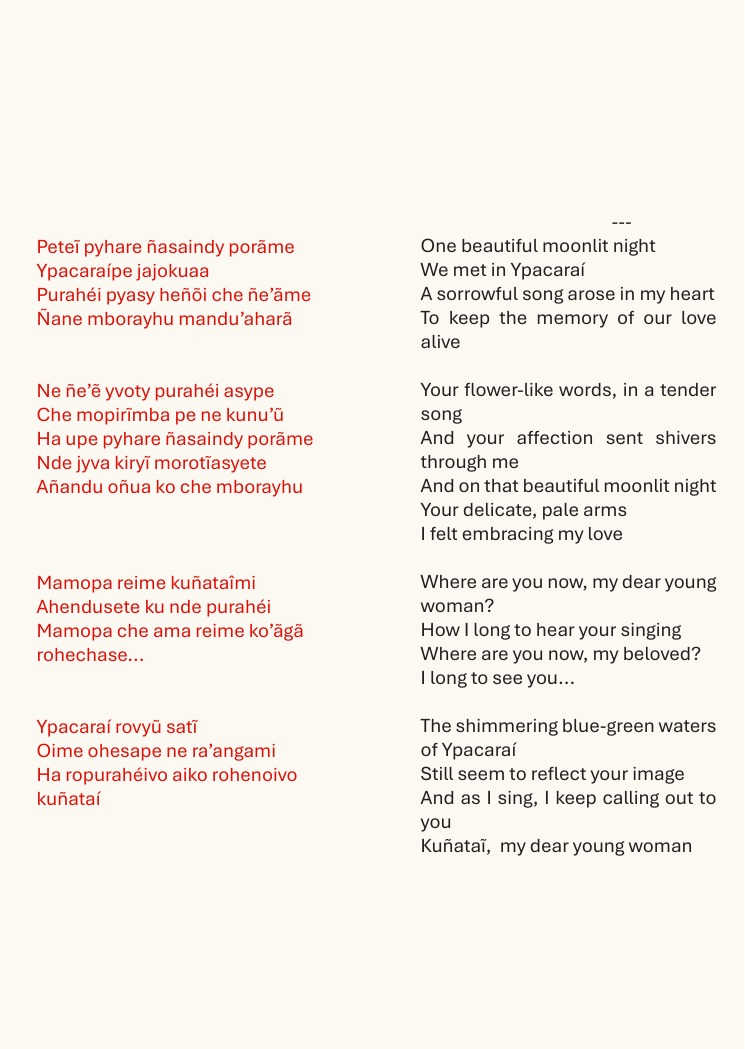 Peteĩ pyhare ñasaindy porãme
Ypacaraípe jajokuaa
Purahéi pyasy heñõi che ñe’ãme
Ñane mborayhu mandu’aharã
Ne ñe’ẽ yvoty purahéi asype
Che mopirĩmba pe ne kunu’ũ
Ha upe pyhare ñasaindy porãme
Nde jyva kiryĩ morotĩasyete
Añandu oñua ko che mborayhu
Mamopa reime kuñataîmi
Ahendusete ku nde purahéi
Mamopa che ama reime ko’ãgã
rohechase...
Ypacaraí rovyũ satĩ
Oime ohesape ne ra’angami
Ha ropurahéivo aiko rohenoivo
kuñataí
---
One beautiful moonlit night
We met in Ypacaraí
A sorrowful song arose in my heart
To keep the memory of our love
alive
Your flower-like words, in a tender
song
And your affection sent shivers
through me
And on that beautiful moonlit night
Your delicate, pale arms
I felt embracing my love
Where are you now, my dear young
woman?
How I long to hear your singing
Where are you now, my beloved?
I long to see you...
The shimmering blue-green waters
of Ypacaraí
Still seem to reflect your image
And as I sing, I keep calling out to
you
Kuñataĩ,  my dear young woman